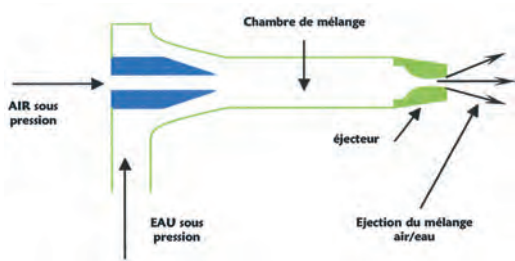 Chambre de mélange
AIR sous
pression
éjecteur
EAU sous
pression
Ejection du mélange
air/eau